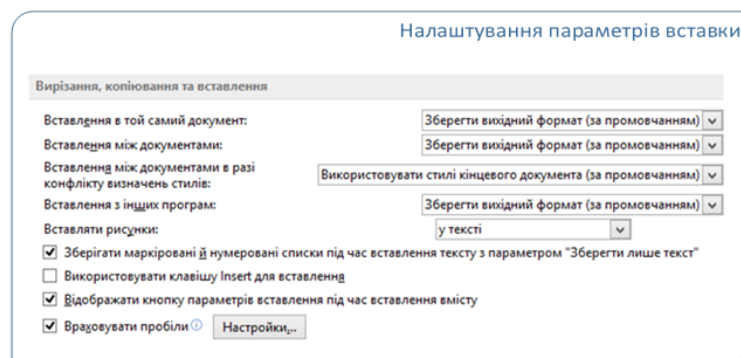 Налаштування параметрів вставки
Вирізання, копіювання та вставлення
Вставлення в той самий документ: Зберегти вихідний формат (за промовчанням)
Вставлення між документами: Зберегти вихідний формат (за промовчанням)
Вставлення між документами в разі
конфлікту визначень стилів: Використовувати стилі кінцевого документа (за промовчанням)
Вставлення з інших програм: Зберегти вихідний формат (за промовчанням)
Вставляти рисунки: у тексті
Зберігати маркіровані й нумеровані списки під час вставлення тексту з параметром "Зберегти лише текст"
Використовувати клавішу Insert для вставлення
Відображати кнопку параметрів вставлення під час вставлення вмісту
Враховувати пробіли Настройки...